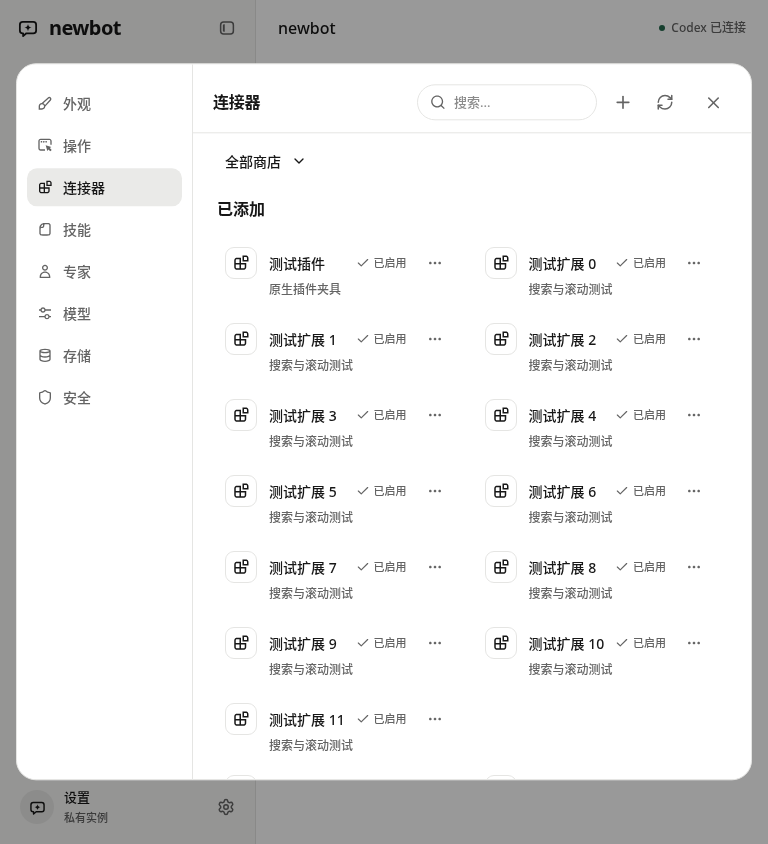 newbot
newbot
Codex 已连接
外观
操作
连接器
技能
专家
模型
存储
安全
连接器
搜索...
全部商店
已添加
测试插件 已启用
原生插件夹具
测试扩展 0 已启用
搜索与滚动测试
测试扩展 1 已启用
搜索与滚动测试
测试扩展 2 已启用
搜索与滚动测试
测试扩展 3 已启用
搜索与滚动测试
测试扩展 4 已启用
搜索与滚动测试
测试扩展 5 已启用
搜索与滚动测试
测试扩展 6 已启用
搜索与滚动测试
测试扩展 7 已启用
搜索与滚动测试
测试扩展 8 已启用
搜索与滚动测试
测试扩展 9 已启用
搜索与滚动测试
测试扩展 10 已启用
搜索与滚动测试
测试扩展 11 已启用
搜索与滚动测试
设置
私有实例